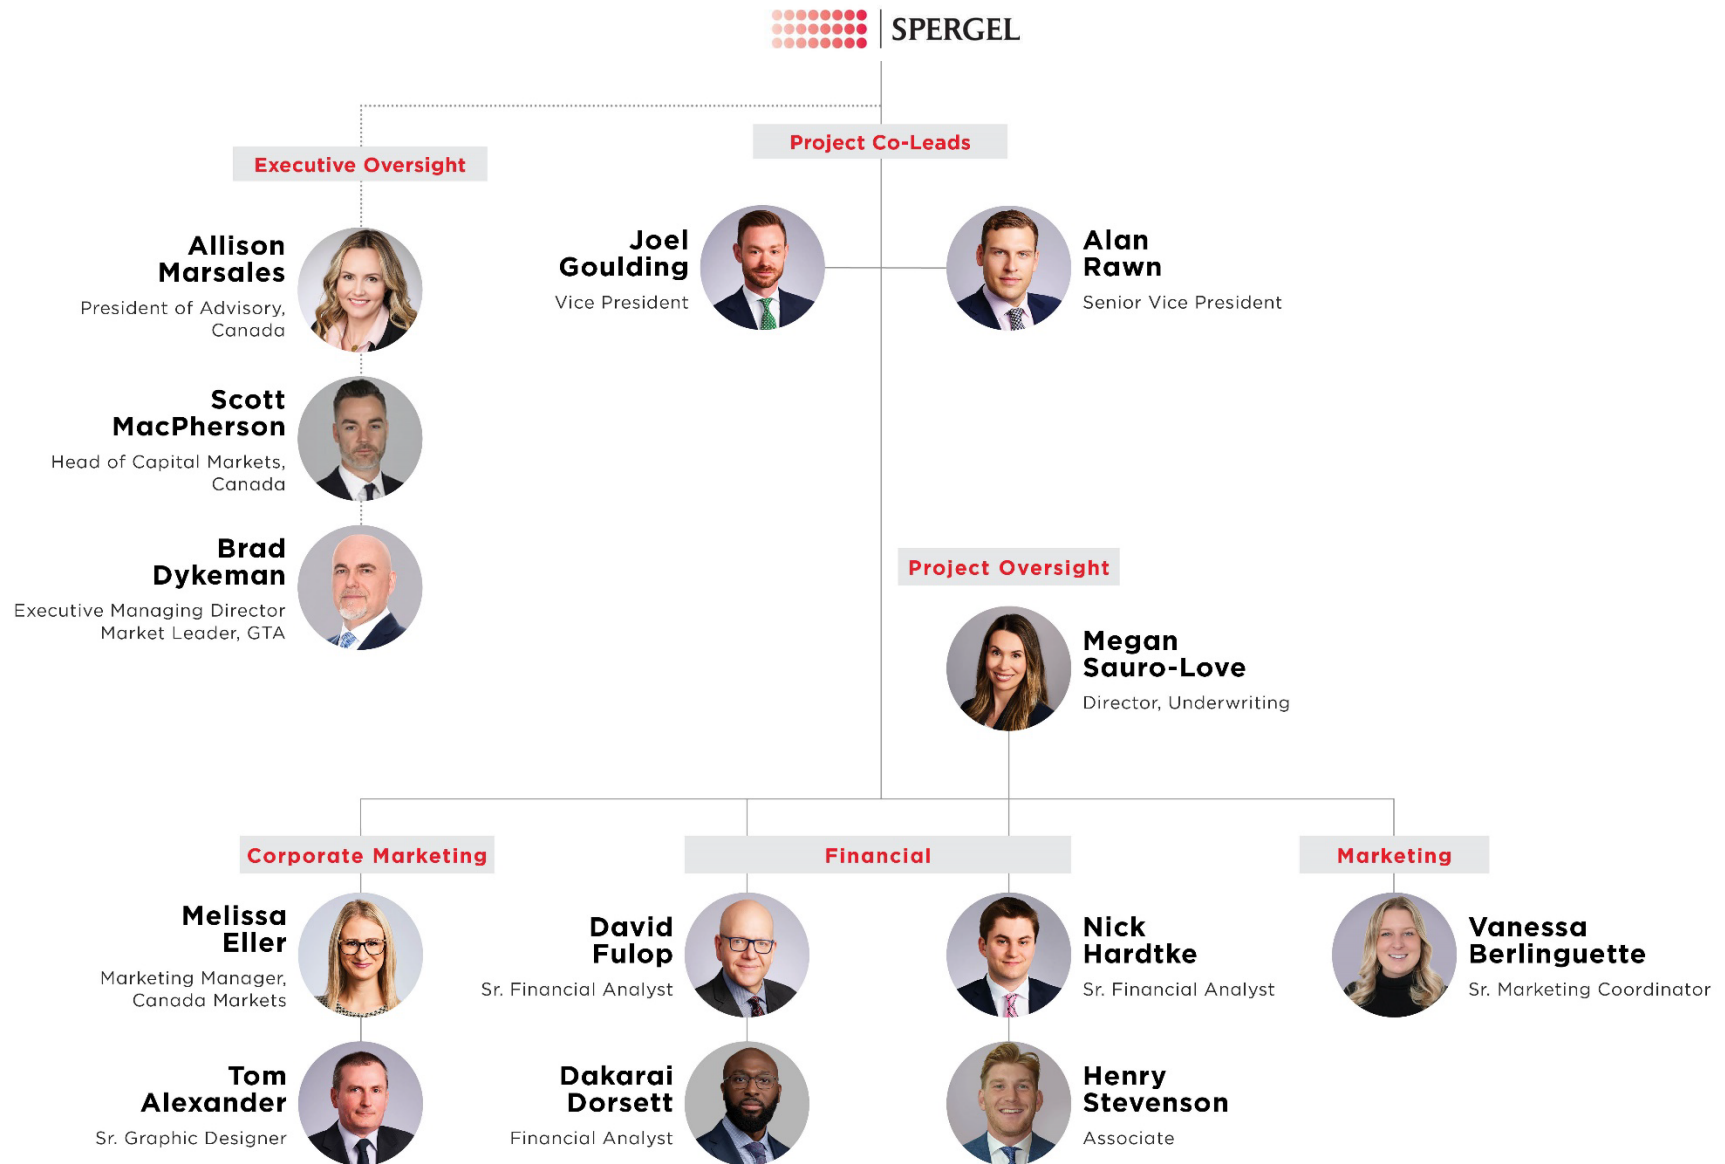 SPERGEL
Project Co-Leads
Executive Oversight
Allison
Marsales
President of Advisory,
Canada
Joel
Goulding
Vice President
Alan
Rawn
Senior Vice President
Scott
MacPherson
Head of Capital Markets,
Canada
Brad
Dykeman
Executive Managing Director
Market Leader, GTA
Project Oversight
Megan
Sauro-Love
Director, Underwriting
Corporate Marketing
Financial
Marketing
Melissa
Eller
Marketing Manager,
Canada Markets
David
Fulop
Sr. Financial Analyst
Nick
Hardtke
Sr. Financial Analyst
Vanessa
Berlinguette
Sr. Marketing Coordinator
Tom
Alexander
Sr. Graphic Designer
Dakarai
Dorsett
Financial Analyst
Henry
Stevenson
Associate